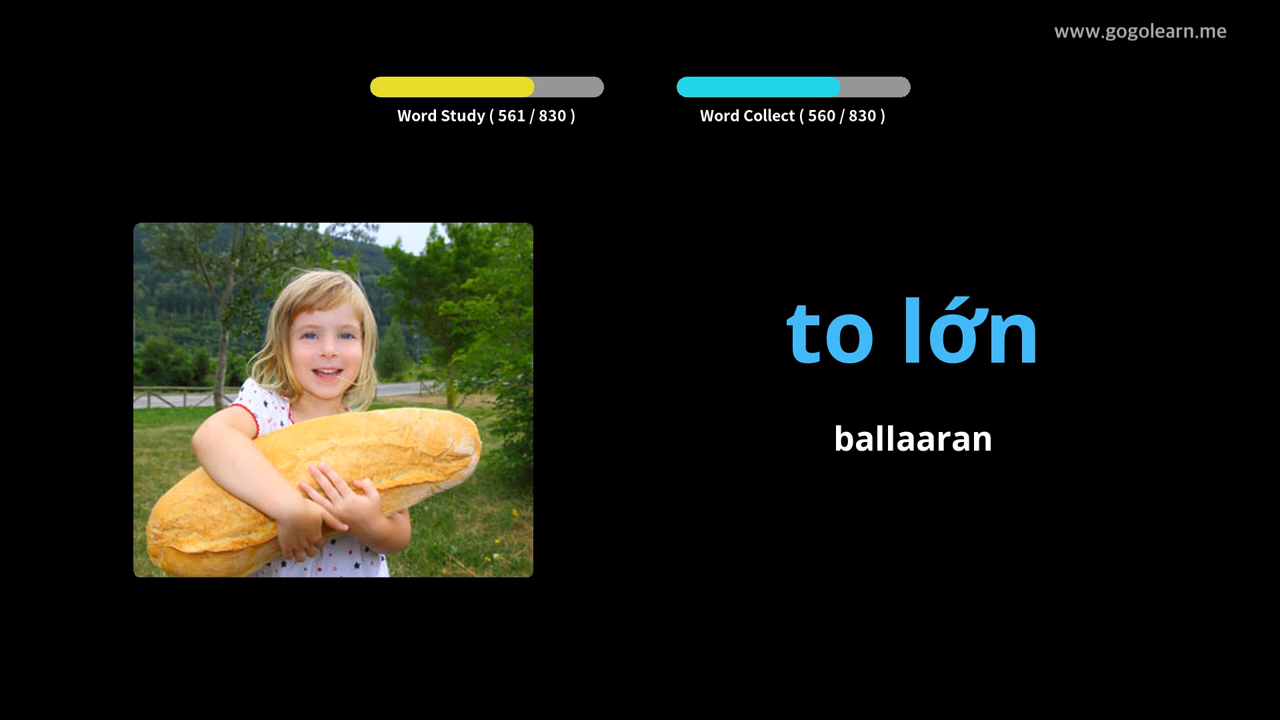 www.gogolearn.me
Word Study ( 561 / 830 )
Word Collect ( 560 / 830 )
to lớn
ballaaran